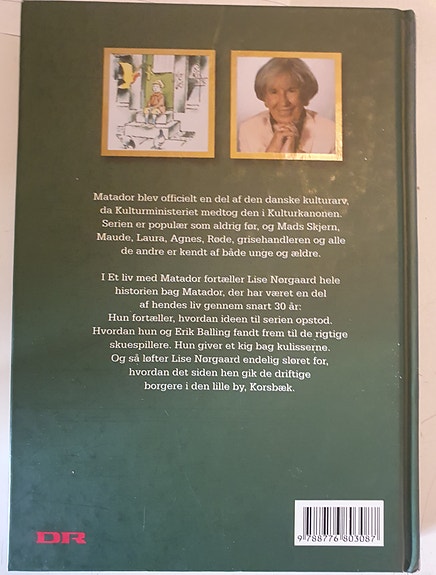 Matador blev officielt en del af den danske kulturarv,
da Kulturministeriet medtog den i Kulturkanonen.
Serien er populær som aldrig før, og Mads Skjern,
Maude, Laura, Agnes, Røde, grisehandleren og alle
de andre er kendt af både unge og ældre.
I Et liv med Matador fortæller Lise Nørgaard hele
historien bag Matador, der har været en del
af hendes liv gennem snart 30 år:
Hun fortæller, hvordan ideen til serien opstod.
Hvordan hun og Erik Balling fandt frem til de rigtige
skuespillere. Hun giver et kig bag kulisserne.
Og så løfter Lise Nørgaard endelig sløret for,
hvordan det siden hen gik de driftige
borgere i den lille by, Korsbæk.
DR
9 788776 803087